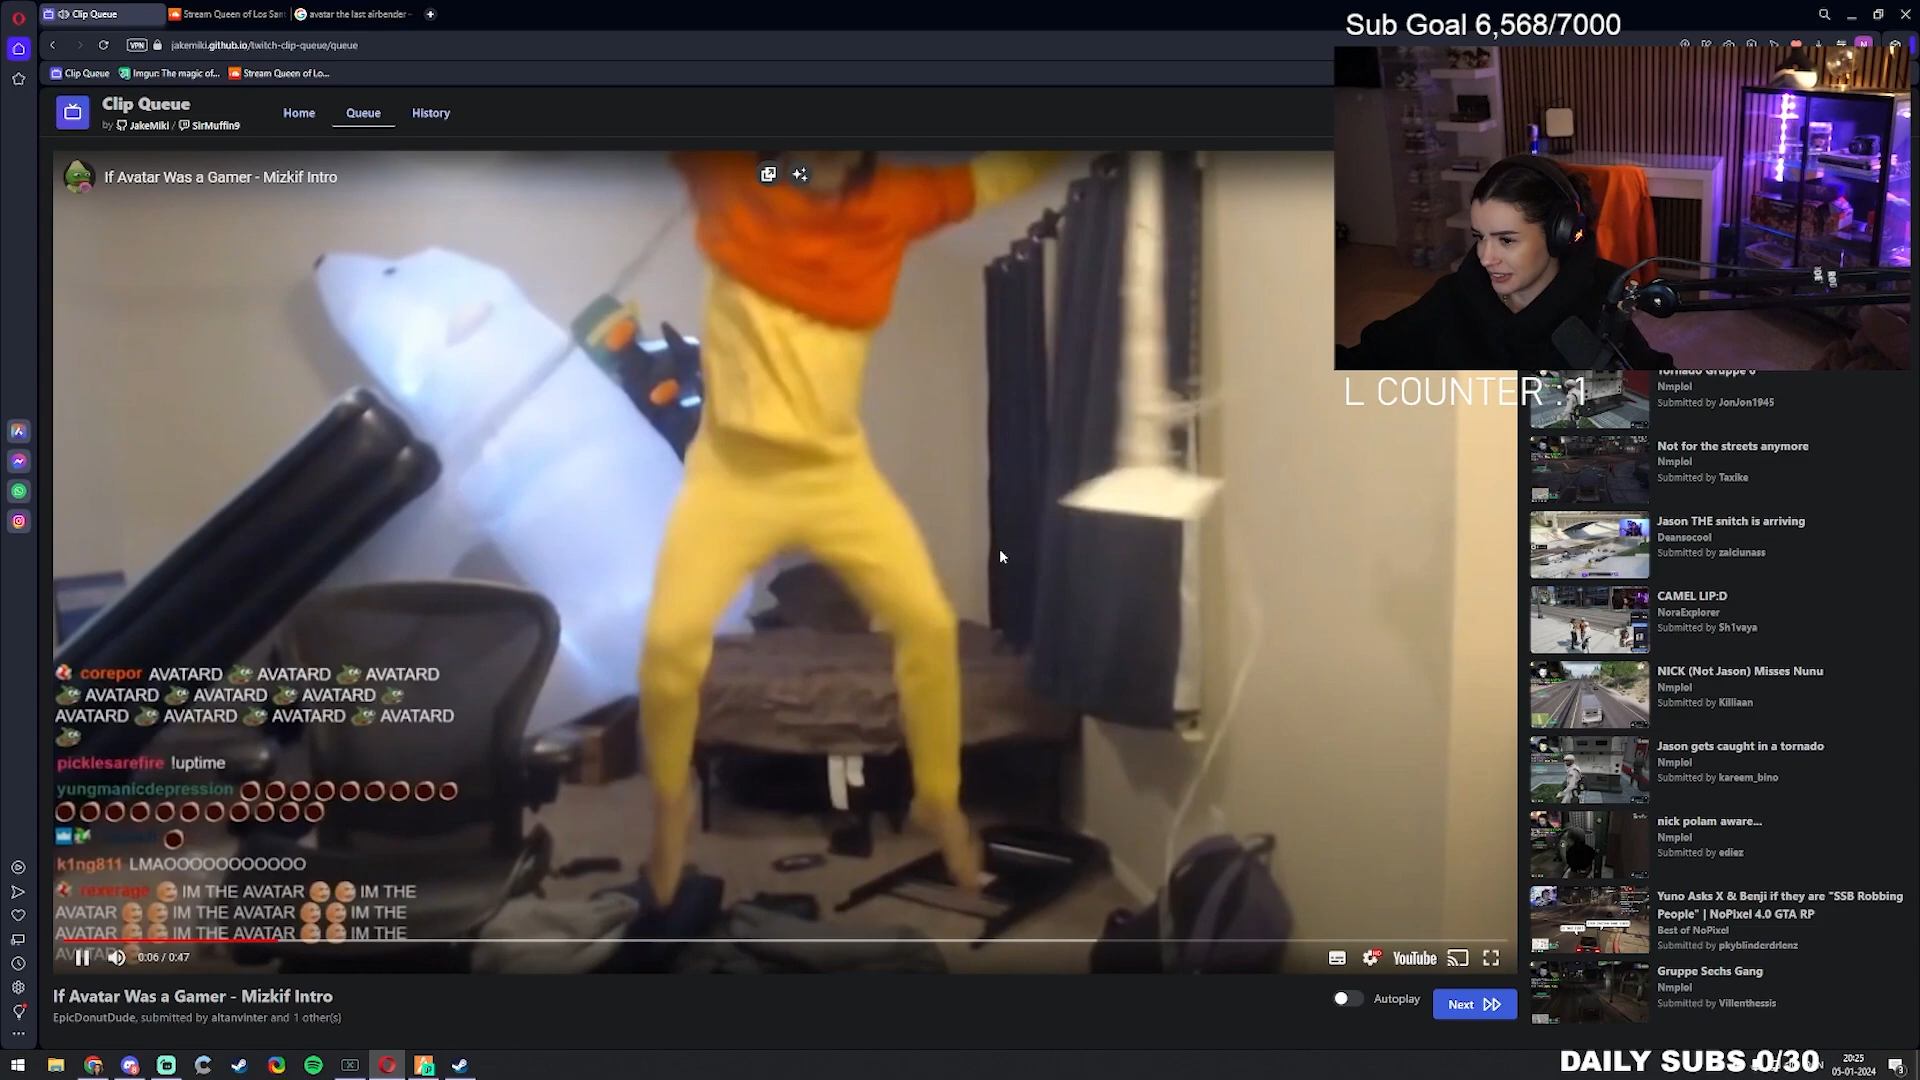 Clip Queue
Stream Queen of Los San
avatar the last airbender -
Sub Goal 6,568/7000
VPN
jakemiki.github.io/twitch-clip-queue/queue
Clip Queue
Imgur: The magic of...
Stream Queen of Lo...
Clip Queue
by JakeMiki / SirMuffin9
Home
Queue
History
If Avatar Was a Gamer - Mizkif Intro
L COUNTER : 1
Nmplol
Submitted by JonJon1945
Not for the streets anymore
Nmplol
Submitted by Taxike
Jason THE snitch is arriving
Deansocool
Submitted by zalciunass
CAMEL LIP:D
NoraExplorer
Submitted by Sh1vaya
NICK (Not Jason) Misses Nunu
Nmplol
Submitted by Killiaan
Jason gets caught in a tornado
Nmplol
Submitted by kareem_bino
nick polam aware...
Nmplol
Submitted by ediez
Yuno Asks X & Benji if they are "SSB Robbing
People" | NoPixel 4.0 GTA RP
Best of NoPixel
Submitted by pkyblinderdrlenz
Gruppe Sechs Gang
Nmplol
Submitted by Villenthessis
corepor AVATARD AVATARD AVATARD
AVATARD AVATARD AVATARD
AVATARD AVATARD AVATARD AVATARD
picklesarefire !uptime
yungmanicdepression
k1ng811 LMAOOOOOOOOOOO
rexerage IM THE AVATAR IM THE
AVATAR IM THE AVATAR IM THE
AVATAR IM THE AVATAR IM THE
0:06 / 0:47
YouTube
If Avatar Was a Gamer - Mizkif Intro
EpicDonutDude, submitted by altanvinter and 1 other(s)
Autoplay
Next
DAILY SUBS 0/30
20:25
05-01-2024